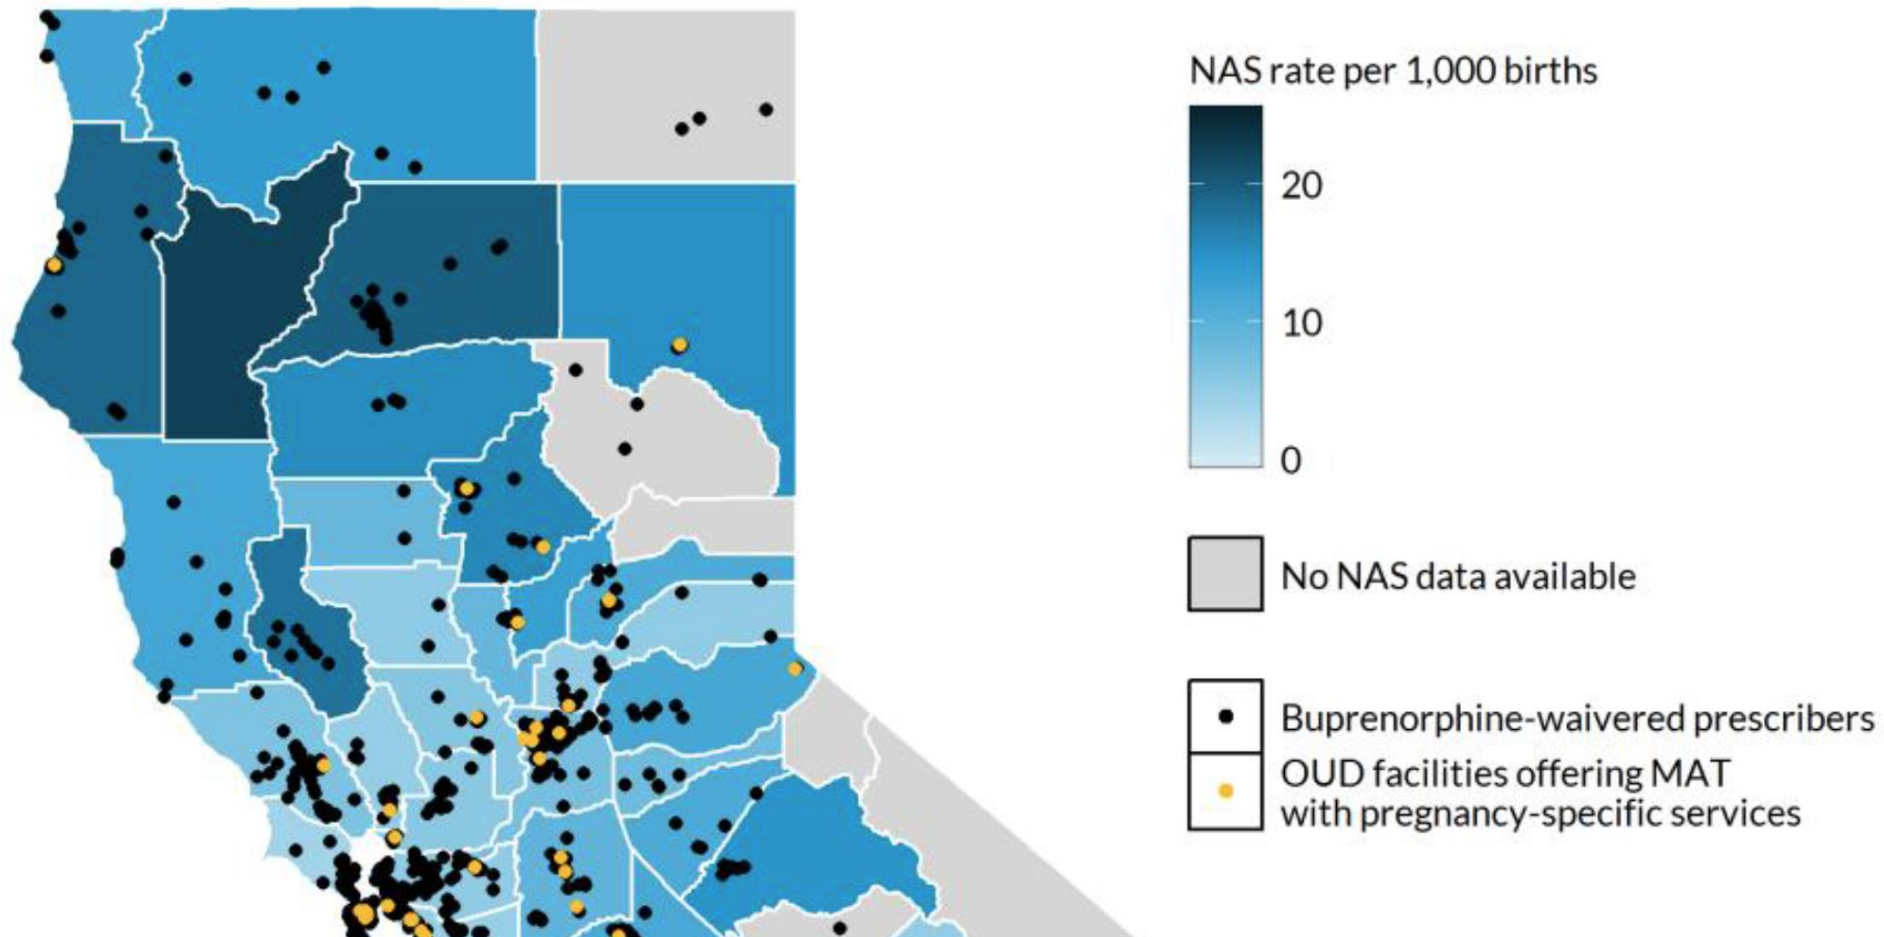 NAS rate per 1,000 births
20
10
0
No NAS data available
Buprenorphine-waivered prescribers
OUD facilities offering MAT
with pregnancy-specific services